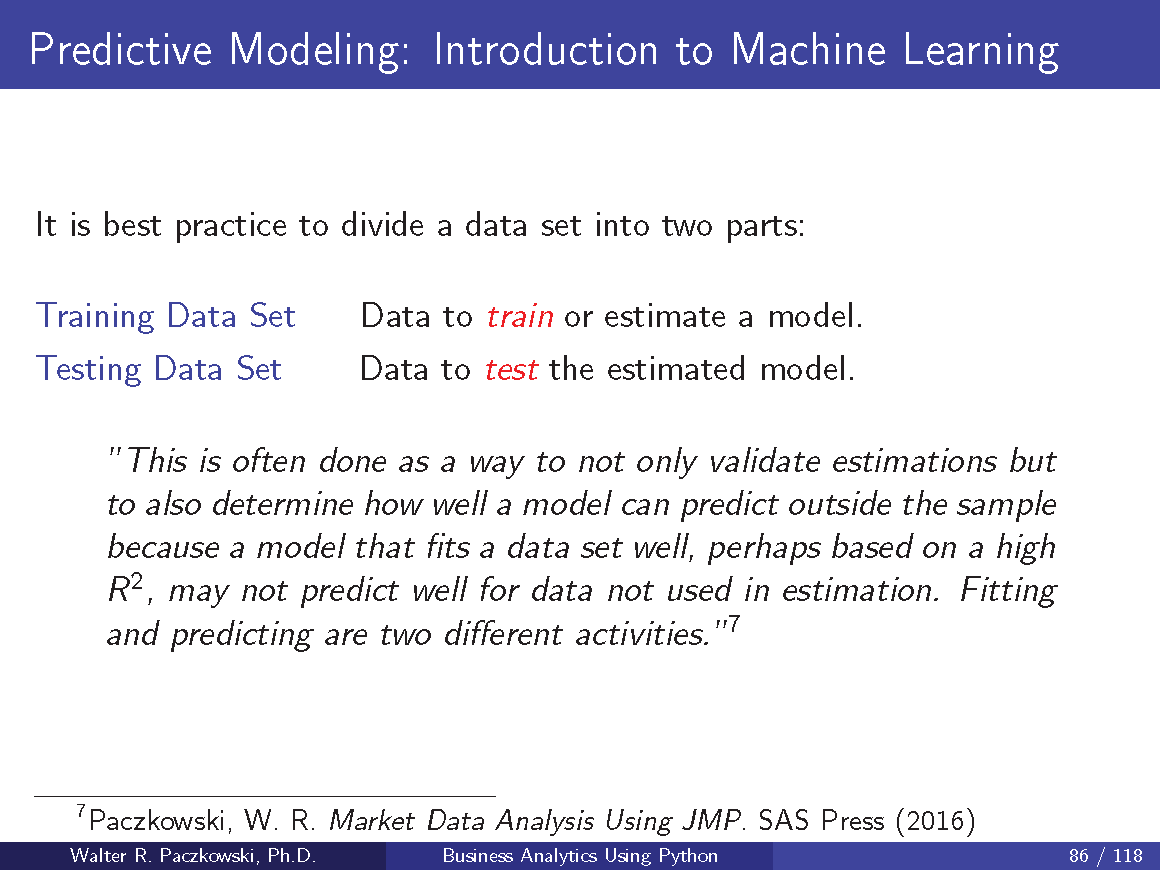 Predictive Modeling: Introduction to Machine Learning
It is best practice to divide a data set into two parts:
Training Data Set Data to train or estimate a model.
Testing Data Set Data to test the estimated model.
”This is often done as a way to not only validate estimations but
to also determine how well a model can predict outside the sample
because a model that fits a data set well, perhaps based on a high
R², may not predict well for data not used in estimation. Fitting
and predicting are two different activities.”⁷
⁷Paczkowski, W. R. Market Data Analysis Using JMP. SAS Press (2016)
Walter R. Paczkowski, Ph.D. Business Analytics Using Python 86 / 118